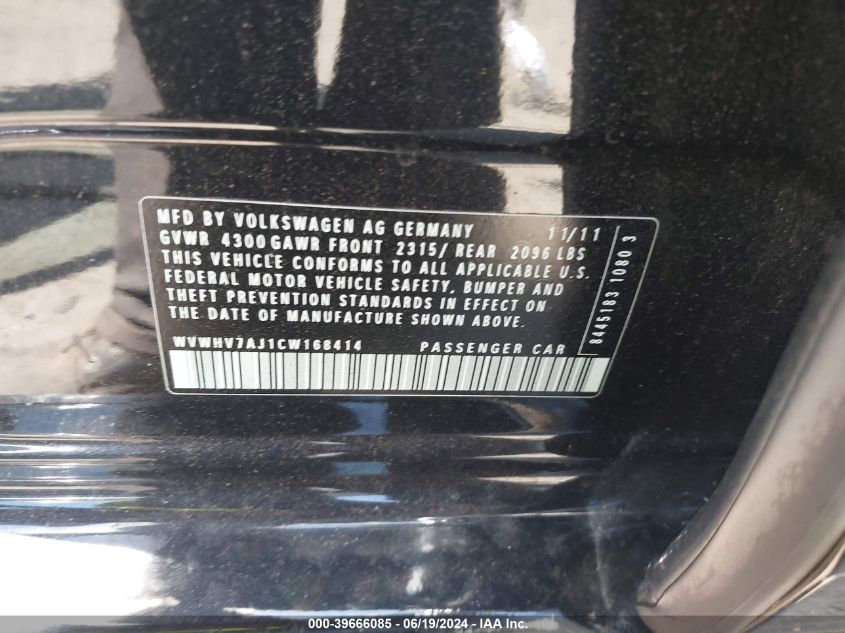 MFD BY VOLKSWAGEN AG GERMANY 11/11
GVWR 4300 GAWR FRONT 2315/ REAR 2096 LBS
THIS VEHICLE CONFORMS TO ALL APPLICABLE U.S.
FEDERAL MOTOR VEHICLE SAFETY, BUMPER AND
THEFT PREVENTION STANDARDS IN EFFECT ON
THE DATE OF MANUFACTURE SHOWN ABOVE.
WVWHV7AJ1CW168414 PASSENGER CAR
8445183 1080 3
000-39666085 - 06/19/2024 - IAA Inc.